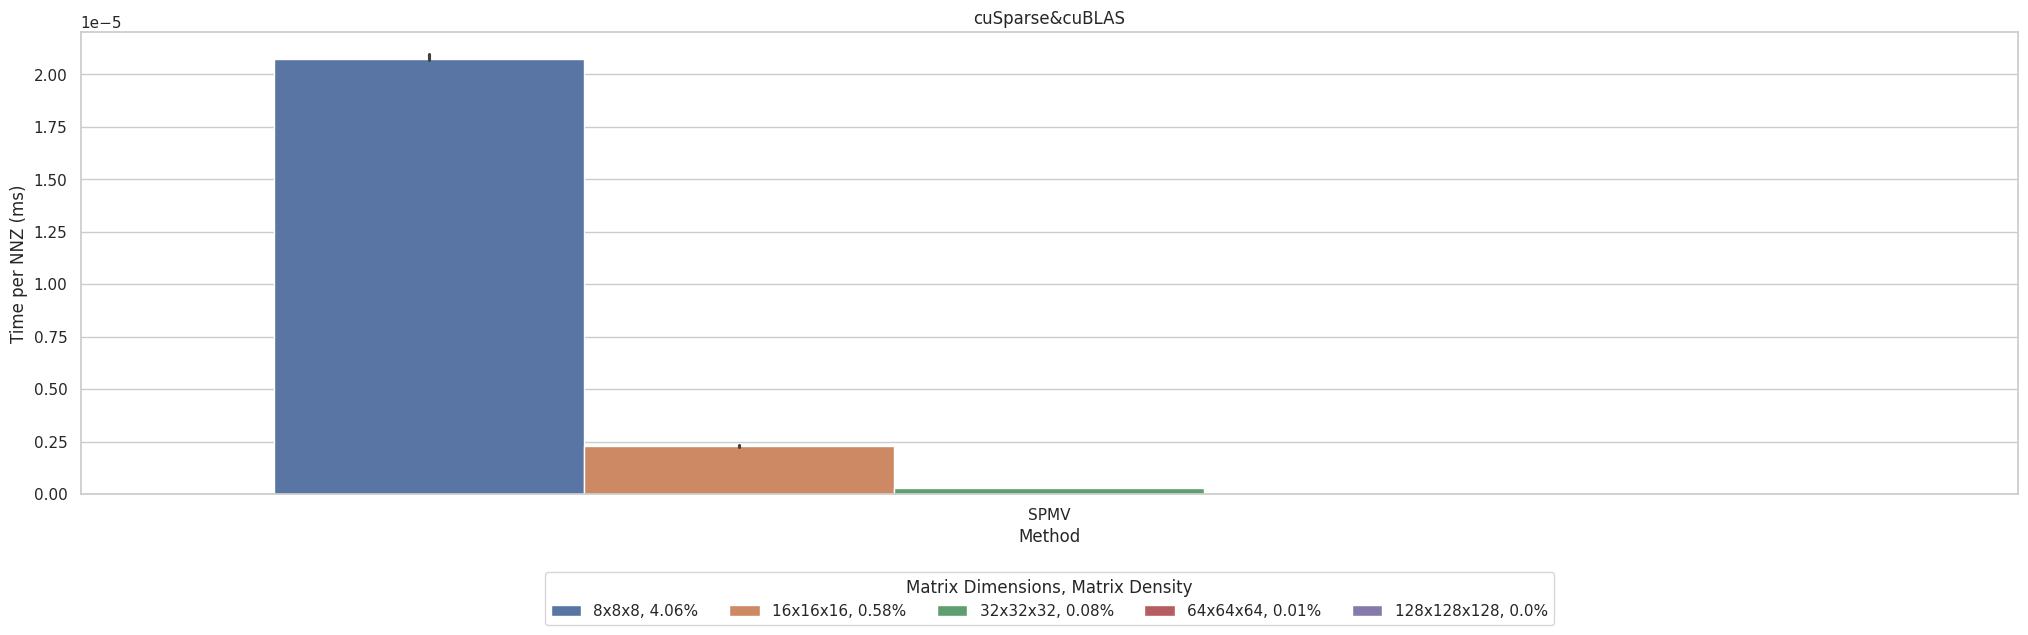 cuSparse&cuBLAS
1e−5
2.00
1.75
1.50
1.25
1.00
0.75
0.50
0.25
0.00
Time per NNZ (ms)
SPMV
Method
Matrix Dimensions, Matrix Density
8x8x8, 4.06% 16x16x16, 0.58% 32x32x32, 0.08% 64x64x64, 0.01% 128x128x128, 0.0%